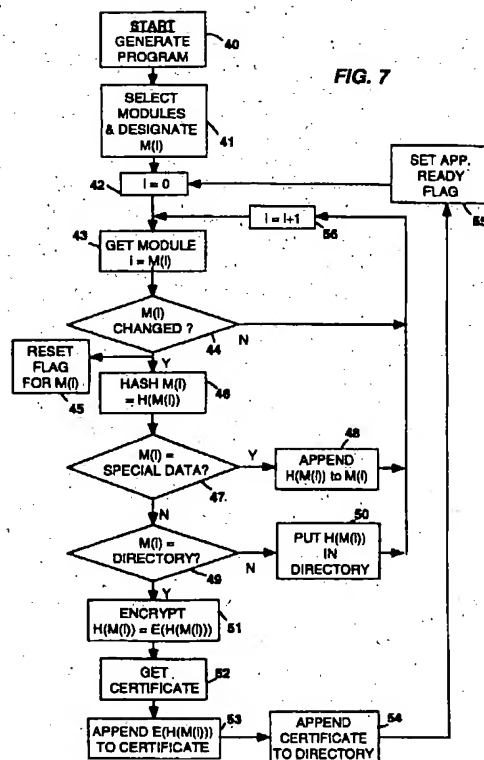 START
GENERATE
PROGRAM
40
FIG. 7
SELECT
MODULES
& DESIGNATE
M(I)
41
SET APP.
READY
FLAG
55
I = 0
42
I = I+1
56
43
GET MODULE
I = M(I)
M(I)
CHANGED ?
44
N
Y
RESET
FLAG
FOR M(I)
45
HASH M(I)
= H(M(I))
46
M(I) =
SPECIAL DATA?
47
Y
48
APPEND
H(M(I)) to M(I)
N
M(I) =
DIRECTORY?
49
N
50
PUT H(M(I))
IN
DIRECTORY
Y
ENCRYPT
H(M(I)) = E(H(M(I)))
51
GET
CERTIFICATE
52
APPEND E(H(M(I)))
TO CERTIFICATE
53
APPEND
CERTIFICATE
TO DIRECTORY
54